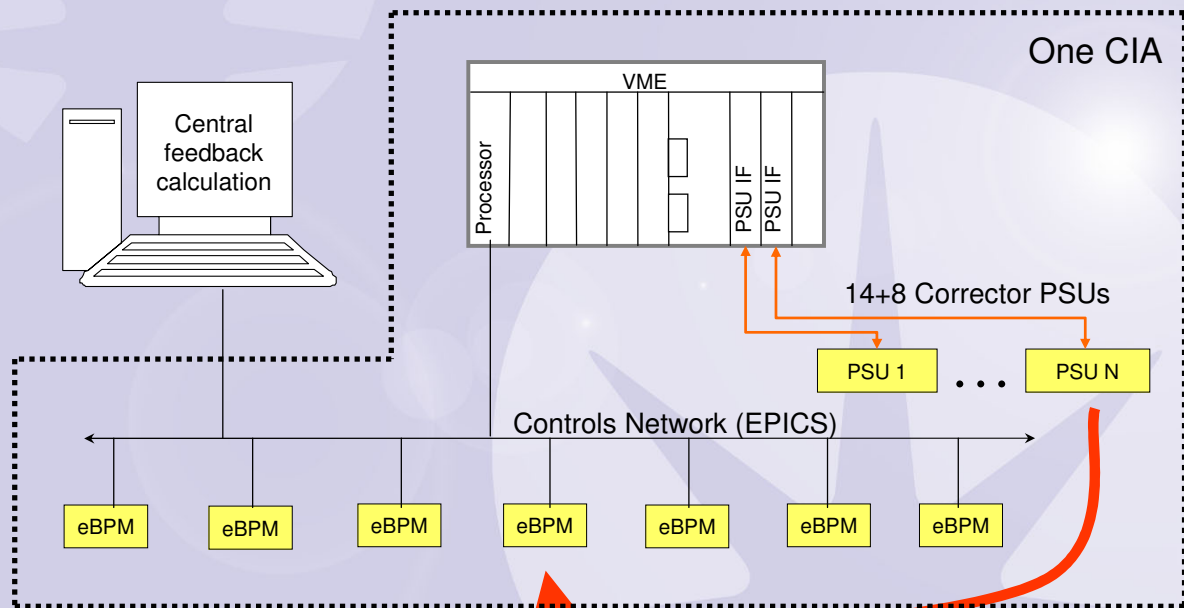 One CIA
VME
Central
feedback
calculation
Processor
PSU IF
PSU IF
14+8 Corrector PSUs
PSU 1
...
PSU N
Controls Network (EPICS)
eBPM
eBPM
eBPM
eBPM
eBPM
eBPM
eBPM